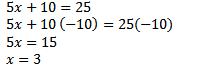 5x + 10 = 25
5x + 10 (−10) = 25(−10)
5x = 15
x = 3